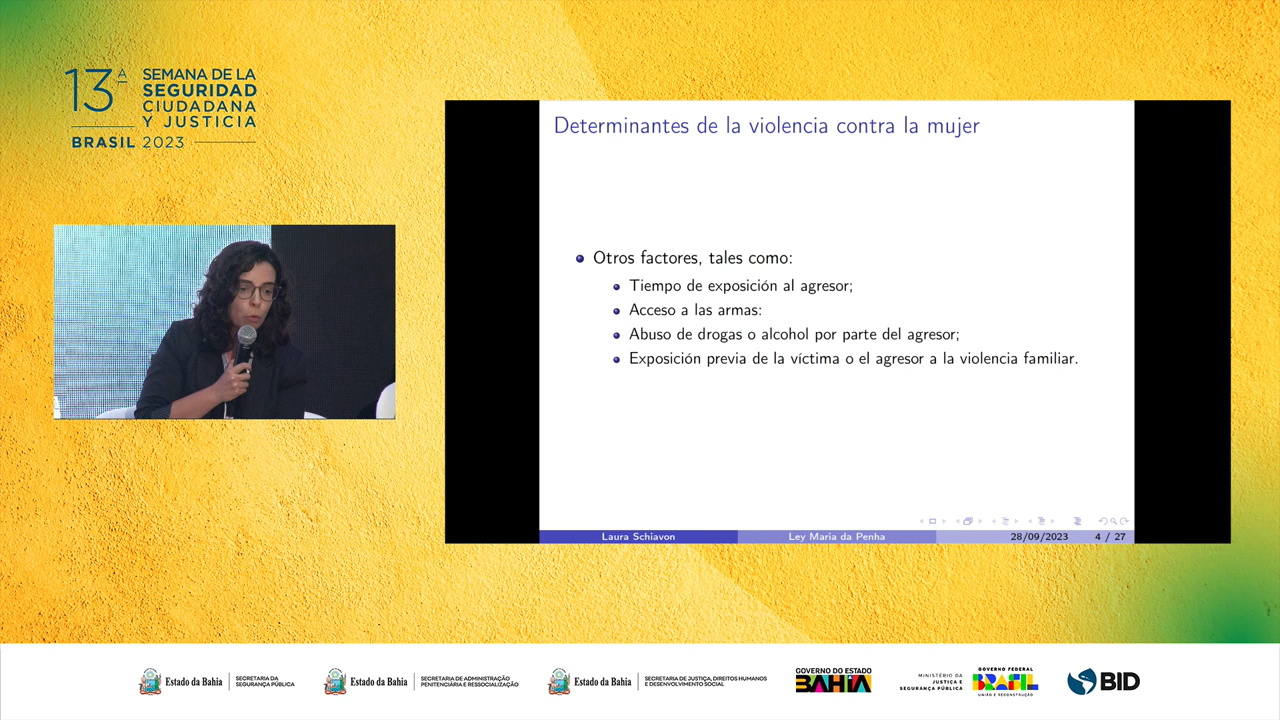 13ª
SEMANA DE LA
SEGURIDAD
CIUDADANA
Y JUSTICIA
BRASIL 2023
Determinantes de la violencia contra la mujer
Otros factores, tales como:
Tiempo de exposición al agresor;
Acceso a las armas:
Abuso de drogas o alcohol por parte del agresor;
Exposición previa de la víctima o el agresor a la violencia familiar.
Laura Schiavon
Ley Maria da Penha
28/09/2023
4 / 27
Estado da Bahia
SECRETARIA DA
SEGURANÇA PÚBLICA
Estado da Bahia
SECRETARIA DE ADMINISTRAÇÃO
PENITENCIÁRIA E RESSOCIALIZAÇÃO
Estado da Bahia
SECRETARIA DE JUSTIÇA, DIREITOS HUMANOS
E DESENVOLVIMENTO SOCIAL
GOVERNO DO ESTADO
BAHIA
MINISTÉRIO DA
JUSTIÇA E
SEGURANÇA PÚBLICA
GOVERNO FEDERAL
BRASIL
UNIÃO E RECONSTRUÇÃO
BID